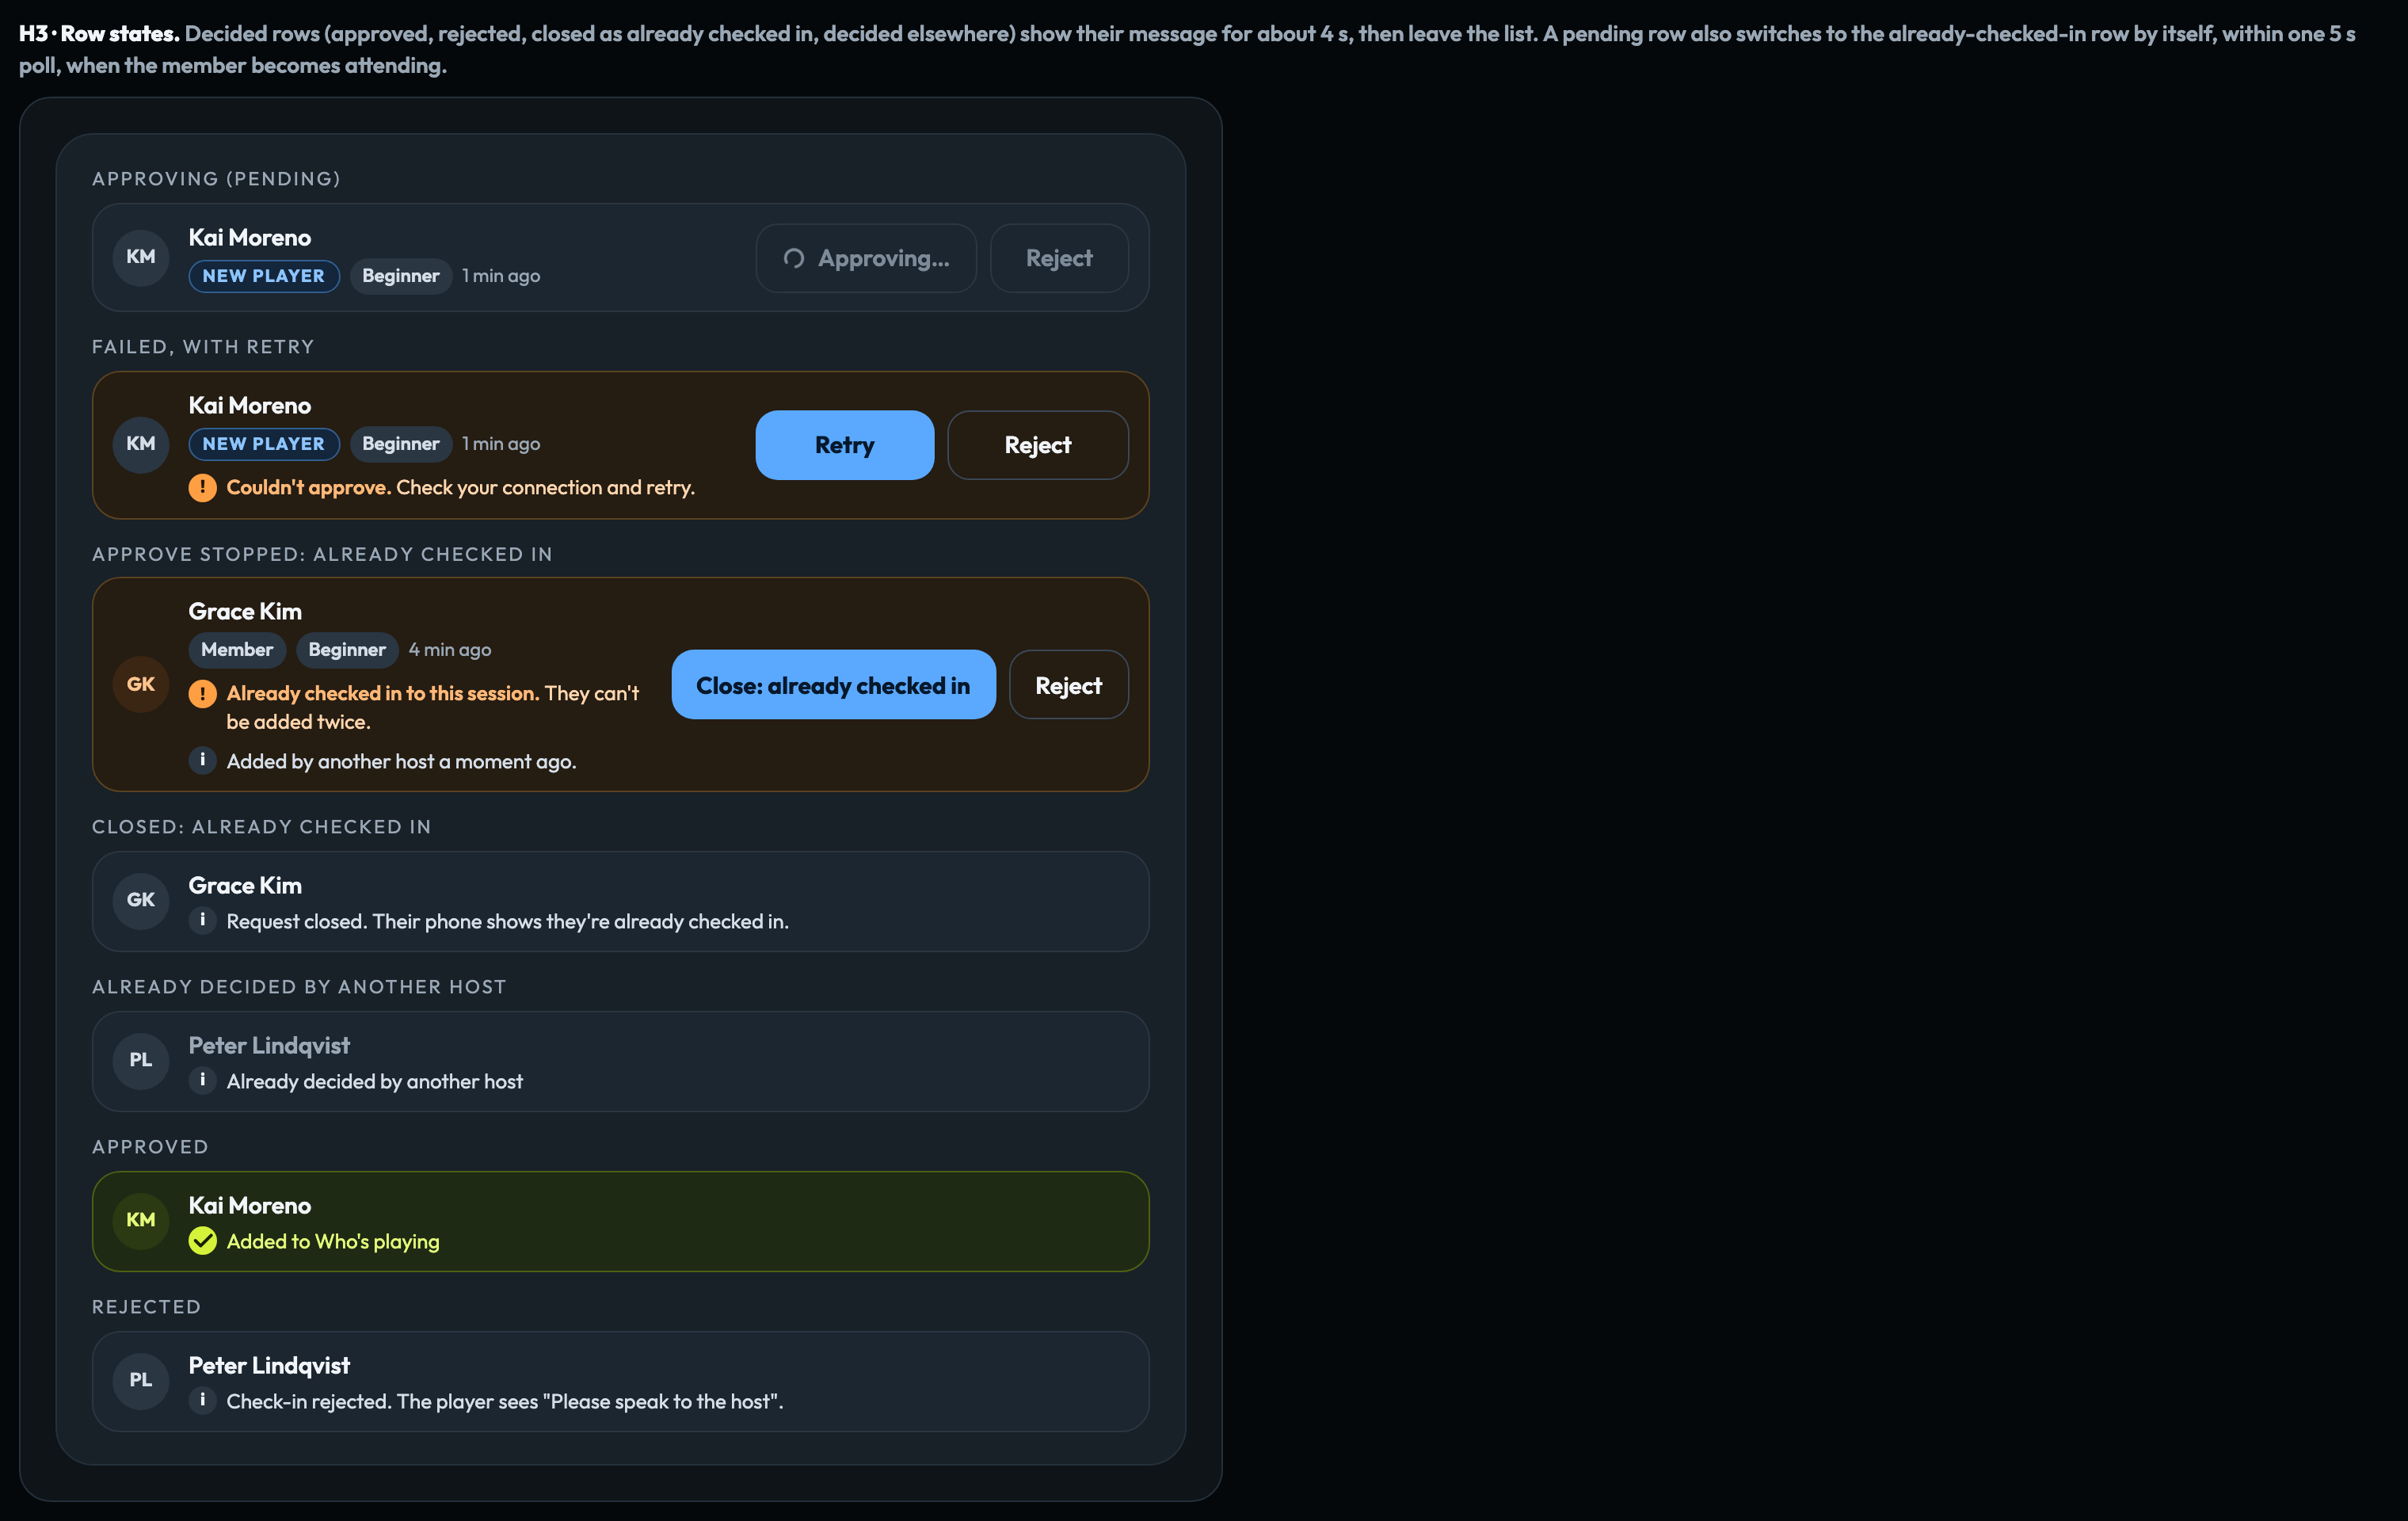 H3 · Row states. Decided rows (approved, rejected, closed as already checked in, decided elsewhere) show their message for about 4 s, then leave the list. A pending row also switches to the already-checked-in row by itself, within one 5 s
poll, when the member becomes attending.
APPROVING (PENDING)
KM
Kai Moreno
NEW PLAYER Beginner 1 min ago
Approving... Reject
FAILED, WITH RETRY
KM
Kai Moreno
NEW PLAYER Beginner 1 min ago
! Couldn't approve. Check your connection and retry.
Retry Reject
APPROVE STOPPED: ALREADY CHECKED IN
GK
Grace Kim
Member Beginner 4 min ago
! Already checked in to this session. They can't
be added twice.
i Added by another host a moment ago.
Close: already checked in Reject
CLOSED: ALREADY CHECKED IN
GK
Grace Kim
i Request closed. Their phone shows they're already checked in.
ALREADY DECIDED BY ANOTHER HOST
PL
Peter Lindqvist
i Already decided by another host
APPROVED
KM
Kai Moreno
Added to Who's playing
REJECTED
PL
Peter Lindqvist
i Check-in rejected. The player sees "Please speak to the host".